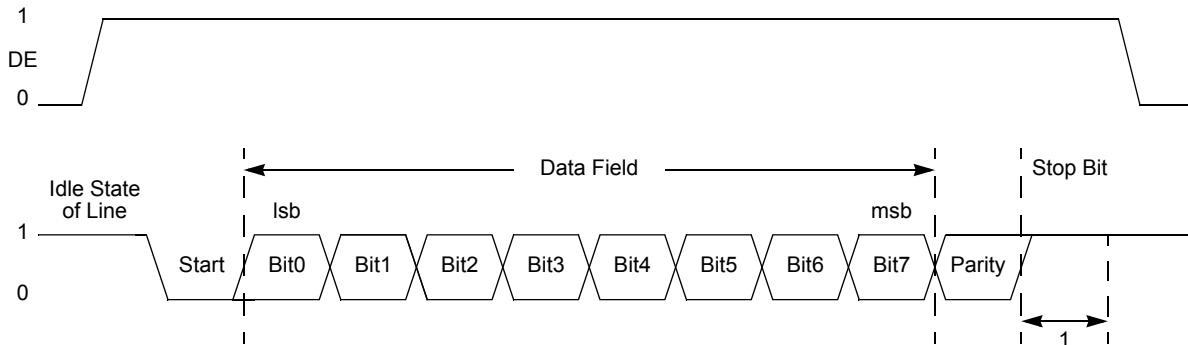 1
DE
0
Data Field
Stop Bit
Idle State
of Line
lsb
msb
1
Start
Bit0
Bit1
Bit2
Bit3
Bit4
Bit5
Bit6
Bit7
Parity
0
1